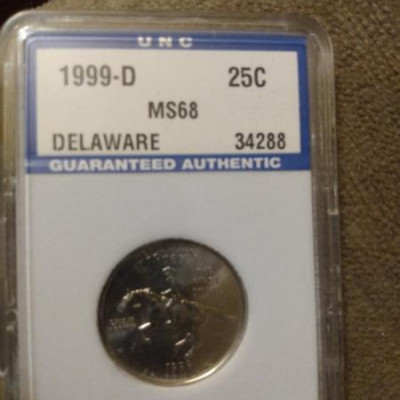 UNC
1999-D 25C
MS68
DELAWARE 34288
GUARANTEED AUTHENTIC